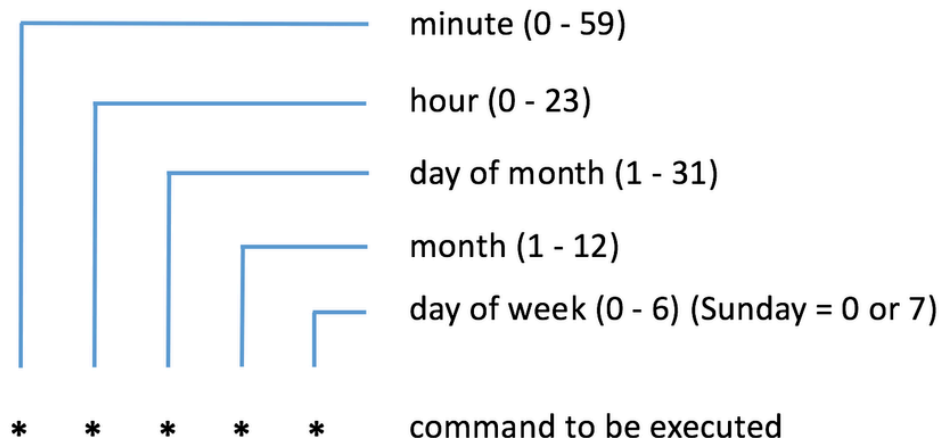 minute (0 - 59)
hour (0 - 23)
day of month (1 - 31)
month (1 - 12)
day of week (0 - 6) (Sunday = 0 or 7)
* * * * * command to be executed